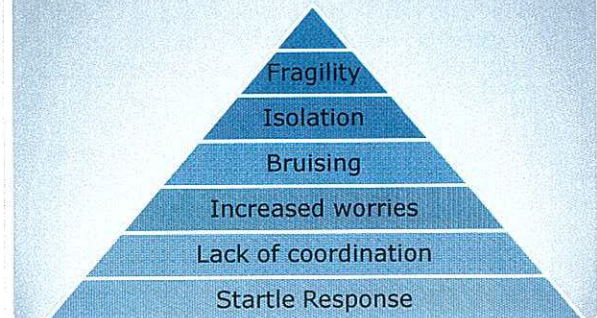 Fragility
Isolation
Bruising
Increased worries
Lack of coordination
Startle Response